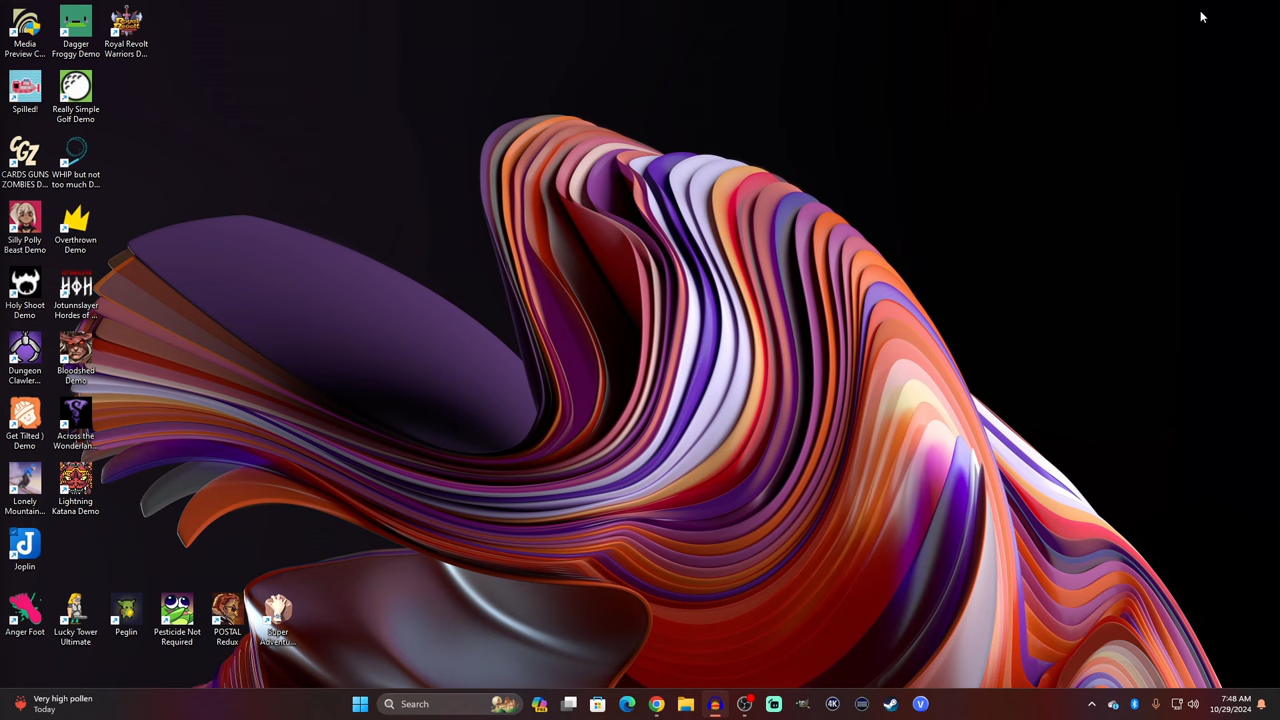 Media
Preview C...
Dagger
Froggy Demo
Royal Revolt
Warriors D...
Spilled!
Really Simple
Golf Demo
CARDS GUNS
ZOMBIES D...
WHIP but not
too much D...
Silly Polly
Beast Demo
Overthrown
Demo
Holy Shoot
Demo
Jotunnslayer
Hordes of ...
Dungeon
Clawler...
Bloodshed
Demo
Get Tilted )
Demo
Across the
Wonderlan...
Lonely
Mountain...
Lightning
Katana Demo
Joplin
Anger Foot
Lucky Tower
Ultimate
Peglin
Pesticide Not
Required
POSTAL
Redux
Super
Adventu...
Very high pollen
Today
Search
4K
V
7:48 AM
10/29/2024